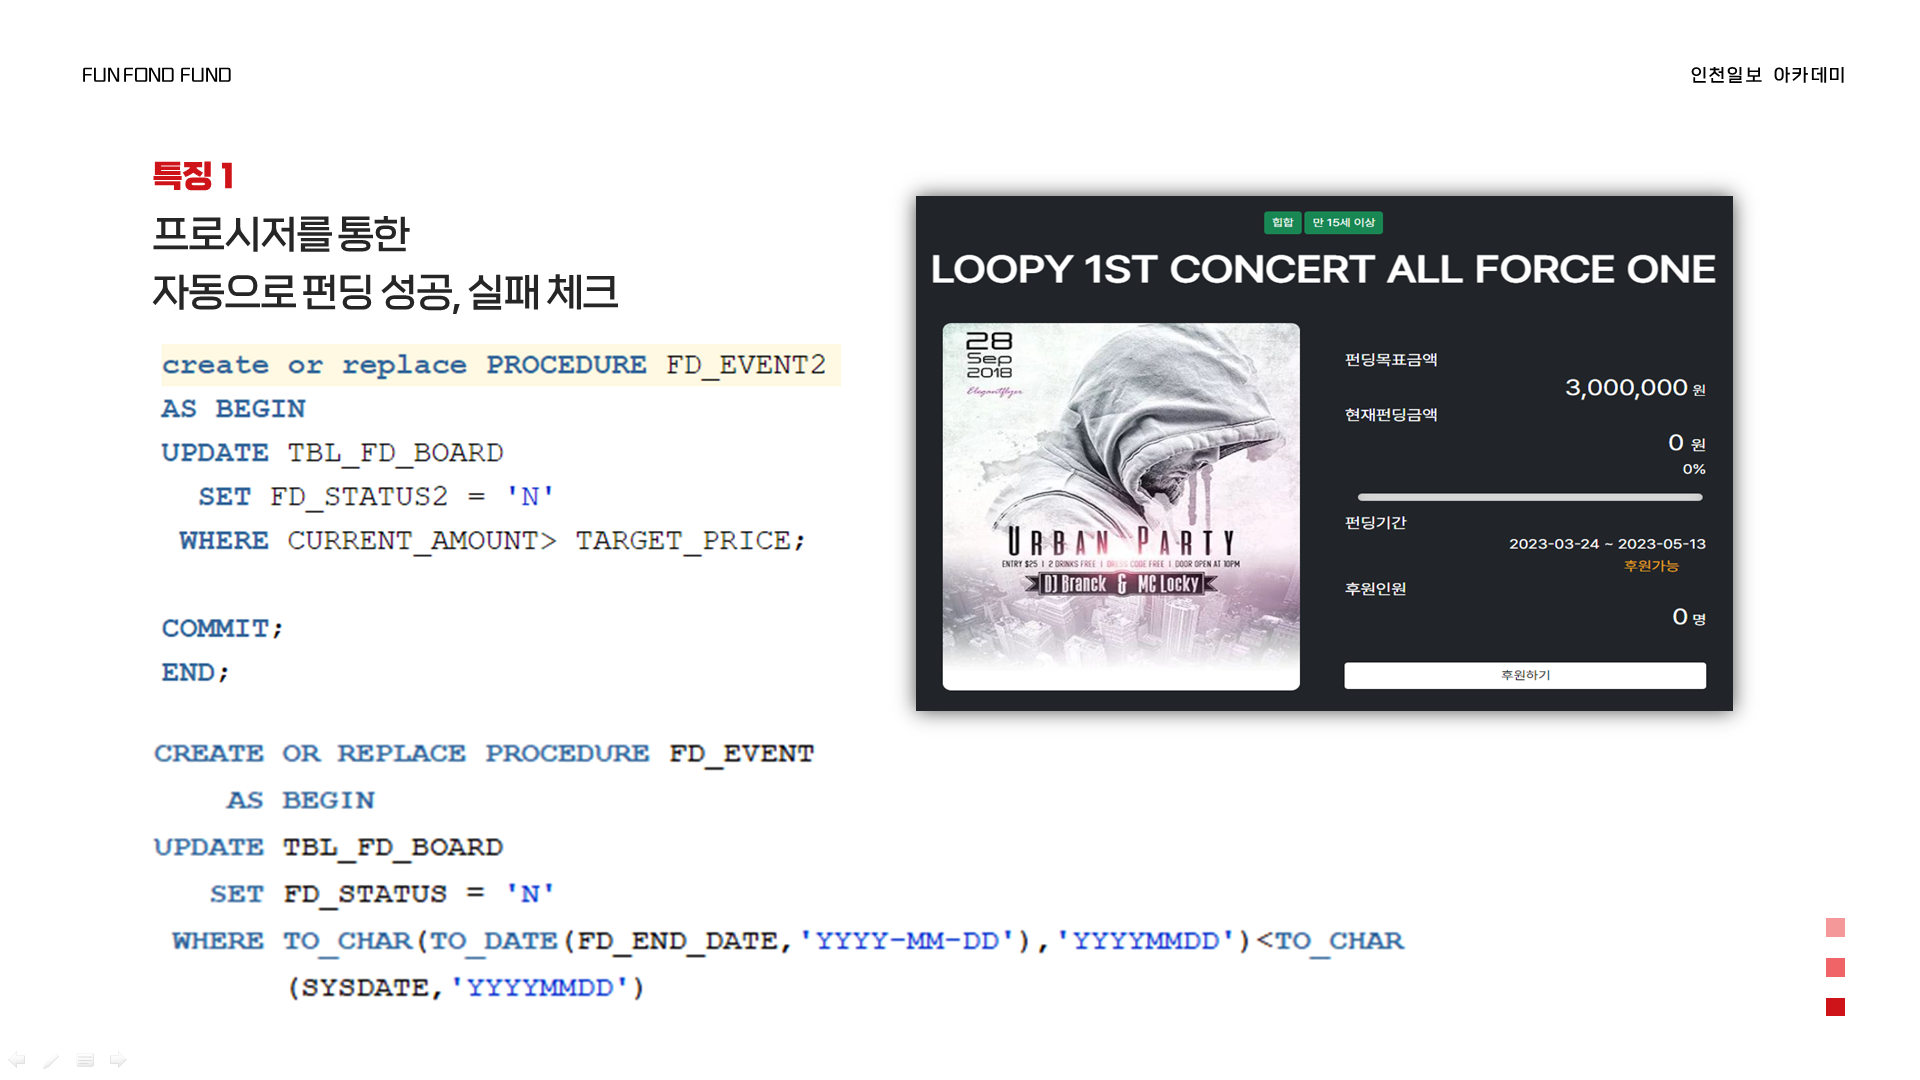 FUN FOND FUND
인천일보 아카데미
특징 1
프로시저를 통한
자동으로 펀딩 성공, 실패 체크
create or replace PROCEDURE FD_EVENT2
AS BEGIN
UPDATE TBL_FD_BOARD
SET FD_STATUS2 = 'N'
WHERE CURRENT_AMOUNT> TARGET_PRICE;
COMMIT;
END;
CREATE OR REPLACE PROCEDURE FD_EVENT
AS BEGIN
UPDATE TBL_FD_BOARD
SET FD_STATUS = 'N'
WHERE TO_CHAR(TO_DATE(FD_END_DATE,'YYYY-MM-DD'),'YYYYMMDD')<TO_CHAR
(SYSDATE,'YYYYMMDD')
힙합 만 15세 이상
LOOPY 1ST CONCERT ALL FORCE ONE
28
Sep
2018
Elegantflyer
URBAN PARTY
ENTRY $25 | 2 DRINKS FREE | DRESS CODE FREE | DOOR OPEN AT 10PM
DJ Branck & MC Locky
펀딩목표금액
3,000,000 원
현재펀딩금액
0 원
0%
펀딩기간
2023-03-24 ~ 2023-05-13
후원가능
후원인원
0 명
후원하기